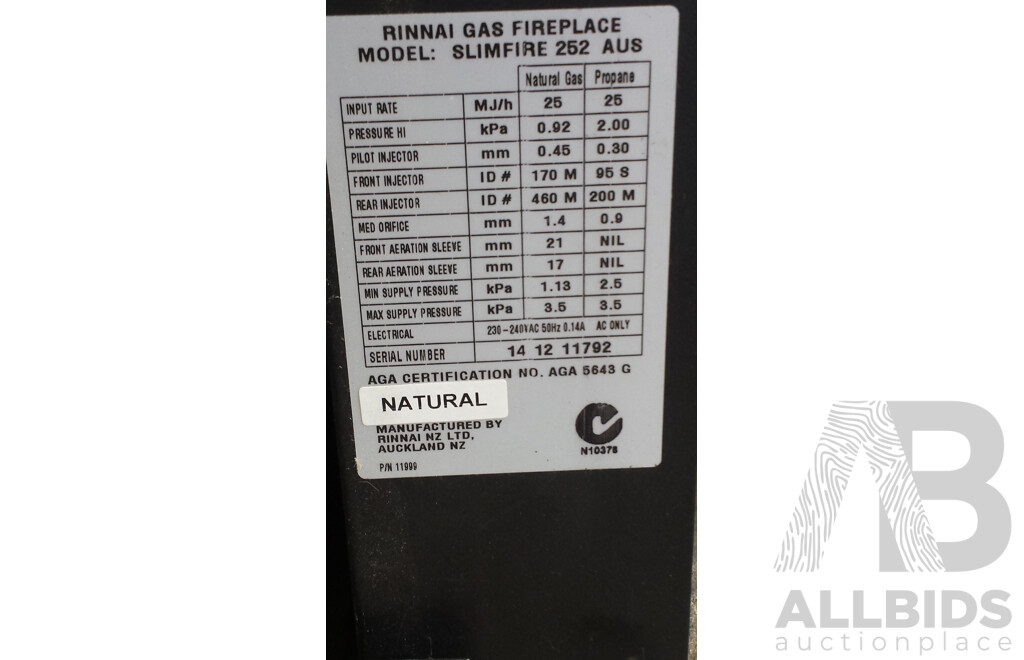 RINNAI GAS FIREPLACE
MODEL: SLIMFIRE 252 AUS
Natural Gas Propane
INPUT RATE MJ/h 25 25
PRESSURE HI kPa 0.92 2.00
PILOT INJECTOR mm 0.45 0.30
FRONT INJECTOR ID # 170 M 95 S
REAR INJECTOR ID # 460 M 200 M
MED ORIFICE mm 1.4 0.9
FRONT AERATION SLEEVE mm 21 NIL
REAR AERATION SLEEVE mm 17 NIL
MIN SUPPLY PRESSURE kPa 1.13 2.5
MAX SUPPLY PRESSURE kPa 3.5 3.5
ELECTRICAL 230-240VAC 50Hz 0.14A AC ONLY
SERIAL NUMBER 14 12 11792
AGA CERTIFICATION NO. AGA 5643 G
NATURAL
MANUFACTURED BY
RINNAI NZ LTD,
AUCKLAND NZ
N10378
P/N 11999
AB
ALLBIDS
auctionplace